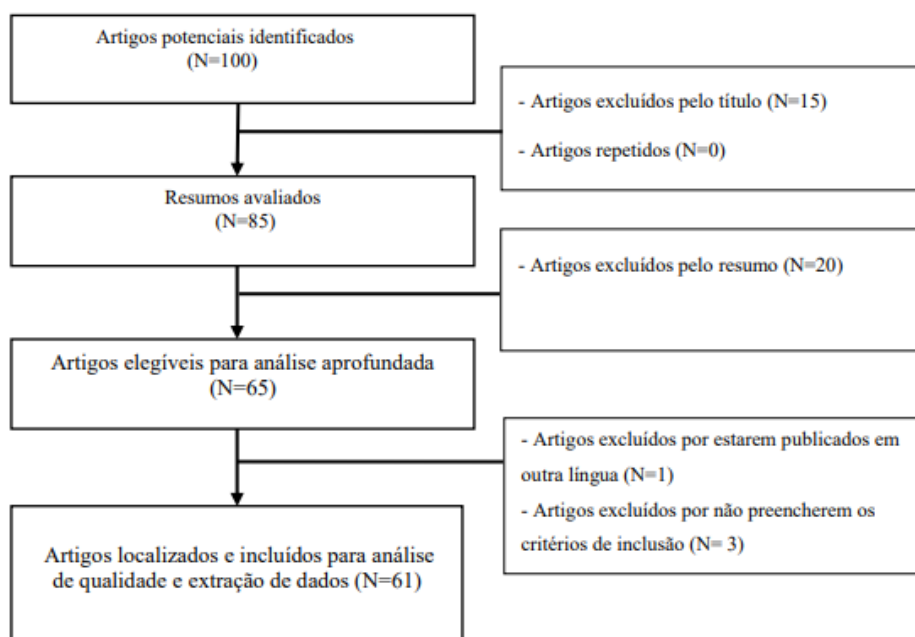 Artigos potenciais identificados
(N=100)
- Artigos excluídos pelo título (N=15)
- Artigos repetidos (N=0)
Resumos avaliados
(N=85)
- Artigos excluídos pelo resumo (N=20)
Artigos elegíveis para análise aprofundada
(N=65)
- Artigos excluídos por estarem publicados em
outra língua (N=1)
- Artigos excluídos por não preencherem os
critérios de inclusão (N= 3)
Artigos localizados e incluídos para análise
de qualidade e extração de dados (N=61)